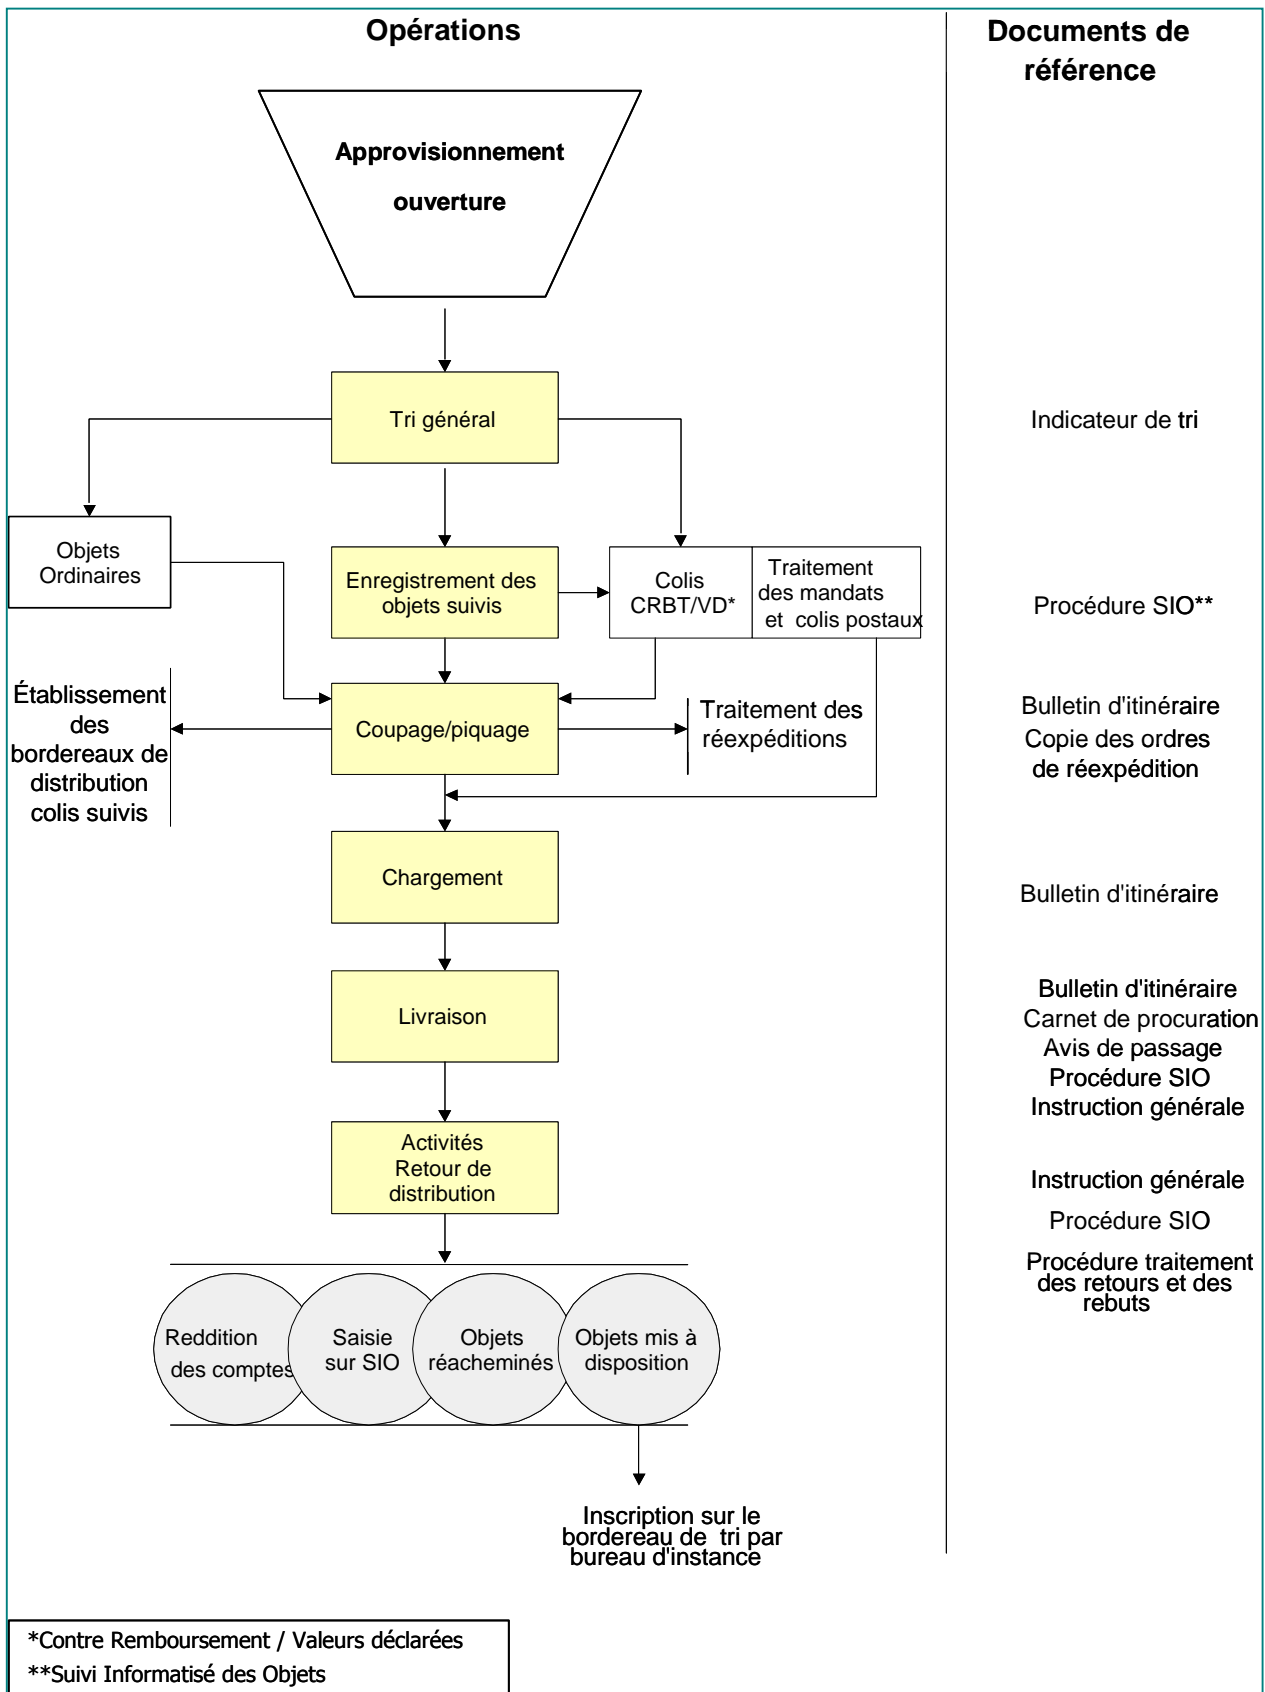 Opérations
Documents de
référence
Approvisionnement
ouverture
Tri général
Indicateur de tri
Objets
Ordinaires
Enregistrement des
objets suivis
Colis
CRBT/VD*
Traitement
des mandats
et colis postaux
Procédure SIO**
Établissement
des
bordereaux de
distribution
colis suivis
Coupage/piquage
Traitement des
réexpéditions
Bulletin d'itinéraire
Copie des ordres
de réexpédition
Chargement
Bulletin d'itinéraire
Livraison
Bulletin d'itinéraire
Carnet de procuration
Avis de passage
Procédure SIO
Instruction générale
Activités
Retour de
distribution
Instruction générale
Procédure SIO
Procédure traitement
des retours et des
rebuts
Reddition
des comptes
Saisie
sur SIO
Objets
réacheminés
Objets mis à
disposition
Inscription sur le
bordereau de tri par
bureau d'instance
*Contre Remboursement / Valeurs déclarées
**Suivi Informatisé des Objets